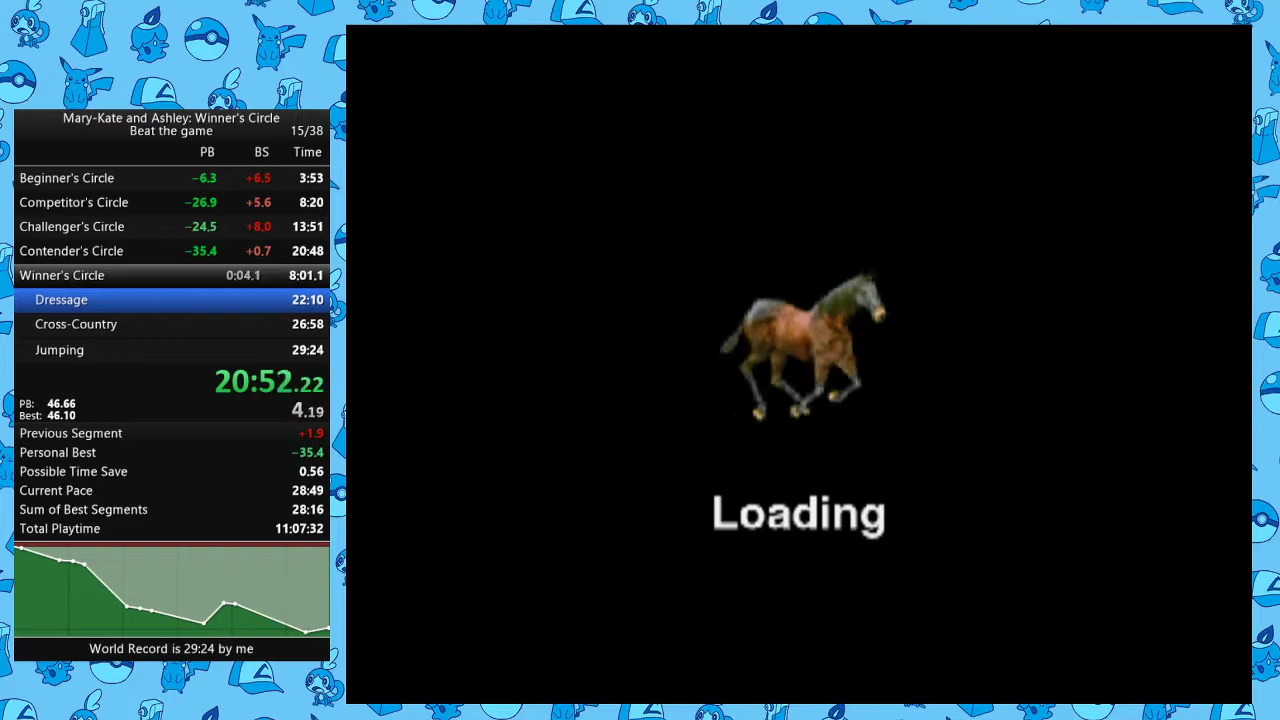 Mary-Kate and Ashley: Winner's Circle
Beat the game 15/38
PB BS Time
Beginner's Circle −6.3 +6.5 3:53
Competitor's Circle −26.9 +5.6 8:20
Challenger's Circle −24.5 +8.0 13:51
Contender's Circle −35.4 +0.7 20:48
Winner's Circle 0:04.1 8:01.1
Dressage 22:10
Cross-Country 26:58
Jumping 29:24
20:52.22
PB: 46.66
Best: 46.10
4.19
Previous Segment +1.9
Personal Best −35.4
Possible Time Save 0.56
Current Pace 28:49
Sum of Best Segments 28:16
Total Playtime 11:07:32
World Record is 29:24 by me
Loading